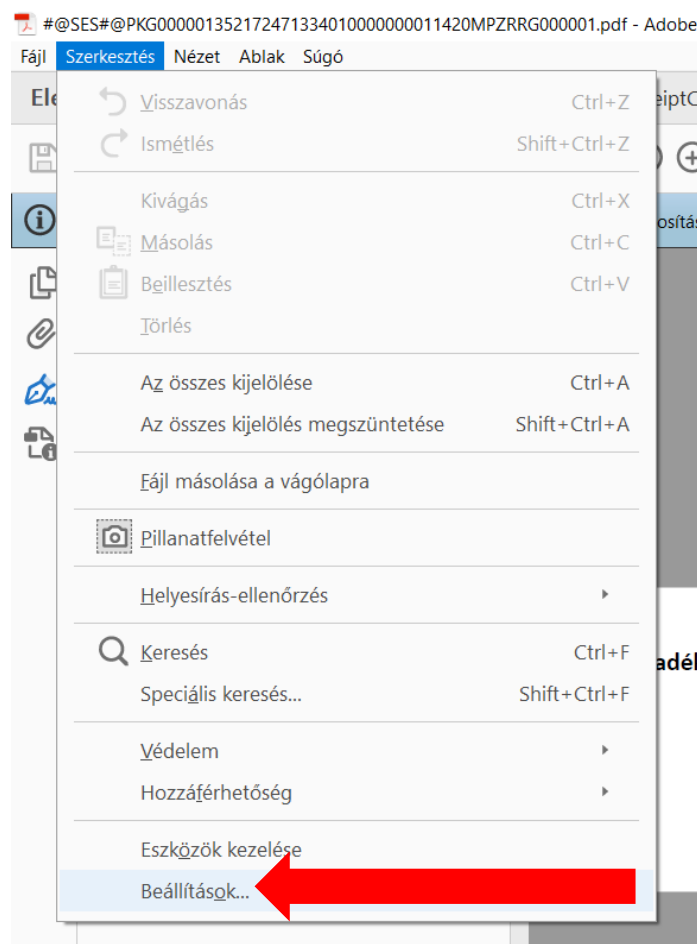 #@SES#@PKG00000135217247133401000000001​1420MPZRRG000001.pdf - Adobe
Fájl Szerkesztés Nézet Ablak Súgó
Visszavonás Ctrl+Z
Ismétlés Shift+Ctrl+Z
Kivágás Ctrl+X
Másolás Ctrl+C
Beillesztés Ctrl+V
Törlés
Az összes kijelölése Ctrl+A
Az összes kijelölés megszüntetése Shift+Ctrl+A
Fájl másolása a vágólapra
Pillanatfelvétel
Helyesírás-ellenőrzés
Keresés Ctrl+F
Speciális keresés... Shift+Ctrl+F
Védelem
Hozzáférhetőség
Eszközök kezelése
Beállítások...